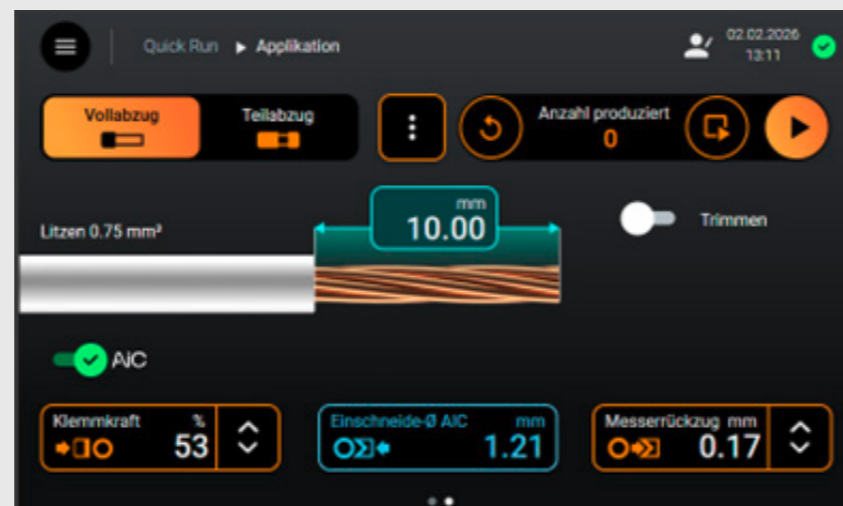 Quick Run ▶ Applikation
02.02.2026
13:11
Vollabzug
Teilabzug
Anzahl produziert
0
mm
10.00
Trimmen
Litzen 0.75 mm²
AiC
Klemmkraft %
53
Einschneide-Ø AIC mm
1.21
Messerrückzug mm
0.17